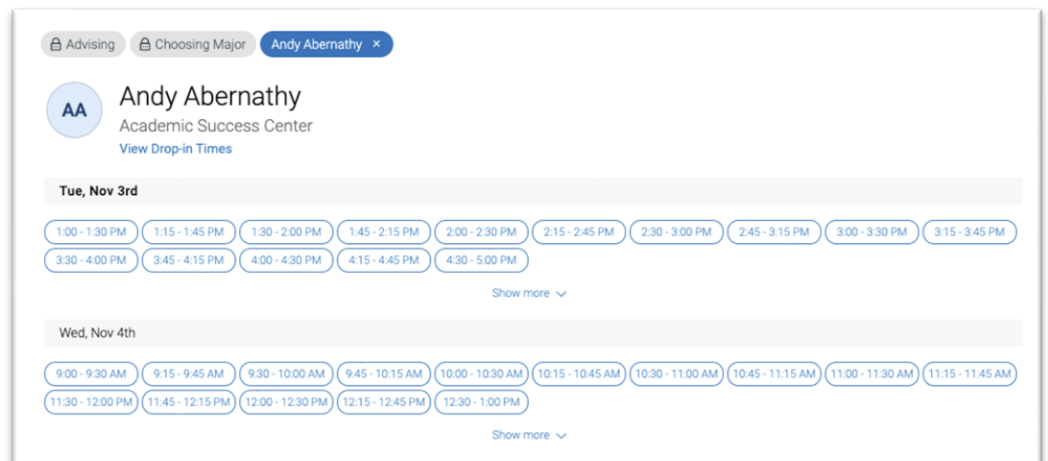 Advising Choosing Major Andy Abernathy ×
AA
Andy Abernathy
Academic Success Center
View Drop-in Times
Tue, Nov 3rd
1:00 - 1:30 PM 1:15 - 1:45 PM 1:30 - 2:00 PM 1:45 - 2:15 PM 2:00 - 2:30 PM 2:15 - 2:45 PM 2:30 - 3:00 PM 2:45 - 3:15 PM 3:00 - 3:30 PM 3:15 - 3:45 PM
3:30 - 4:00 PM 3:45 - 4:15 PM 4:00 - 4:30 PM 4:15 - 4:45 PM 4:30 - 5:00 PM
Show more
Wed, Nov 4th
9:00 - 9:30 AM 9:15 - 9:45 AM 9:30 - 10:00 AM 9:45 - 10:15 AM 10:00 - 10:30 AM 10:15 - 10:45 AM 10:30 - 11:00 AM 10:45 - 11:15 AM 11:00 - 11:30 AM 11:15 - 11:45 AM
11:30 - 12:00 PM 11:45 - 12:15 PM 12:00 - 12:30 PM 12:15 - 12:45 PM 12:30 - 1:00 PM
Show more